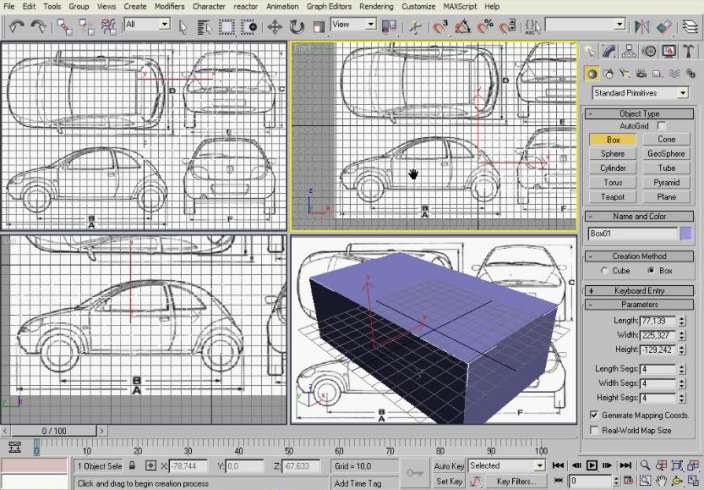 File Edit Tools Group Views Create Modifiers Character reactor Animation Graph Editors Rendering Customize MAXScript Help
All
View
Standard Primitives
Object Type
AutoGrid
Box Cone
Sphere GeoSphere
Cylinder Tube
Torus Pyramid
Teapot Plane
Name and Color
Box01
Creation Method
Cube Box
Keyboard Entry
Parameters
Length: 77,139
Width: 225,327
Height: -129,242
Length Segs: 4
Width Segs: 4
Height Segs: 4
Generate Mapping Coords.
Real-World Map Size
D
C
E
B
A
F
D
E
B
A
F
B
A
C
B
A
F
0 / 100
0 10 20 30 40 50 60 70 80 90 100
1 Object Sele X: -78,744 Y: 0,0 Z: -67,633 Grid = 10,0 Auto Key Selected
Click and drag to begin creation process Add Time Tag Set Key Key Filters... 0